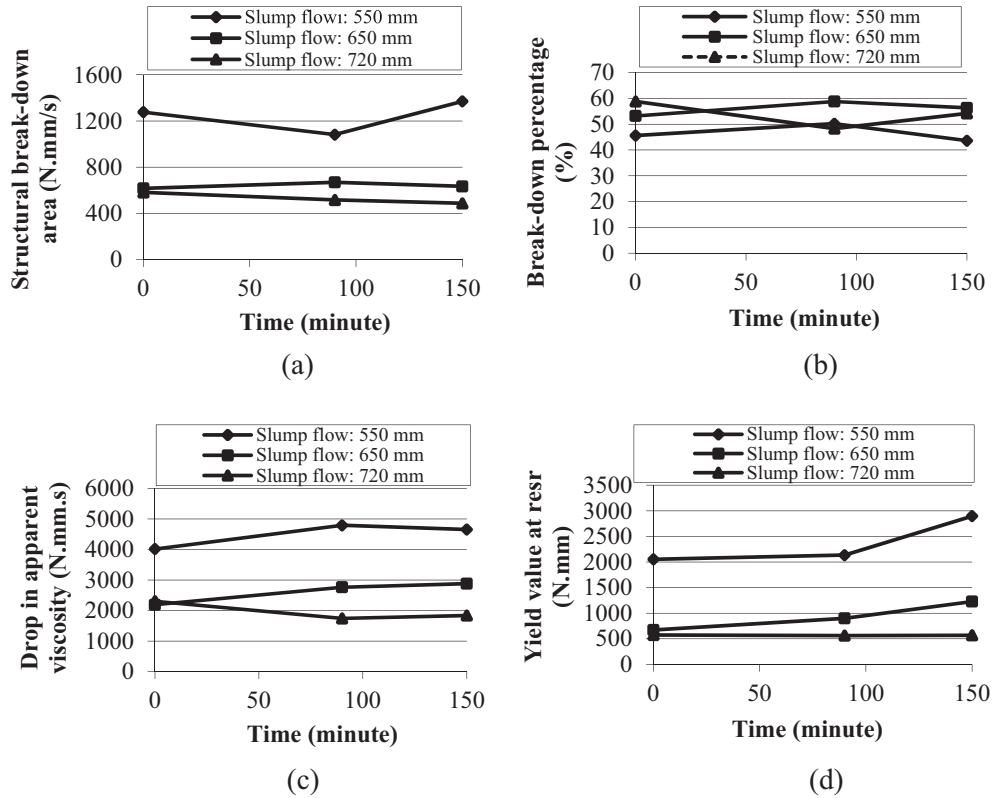 Slump flowı: 550 mm
Slump flow: 650 mm
Slump flow: 720 mm
Structural break-down
area (N.mm/s)
1600
1200
800
400
0
0 50 100 150
Time (minute)
(a)
Slump flow: 550 mm
Slump flow: 650 mm
Slump flow: 720 mm
Break-down percentage
(%)
70
60
50
40
30
20
10
0
0 50 100 150
Time (minute)
(b)
Slump flow: 550 mm
Slump flow: 650 mm
Slump flow: 720 mm
Drop in apparent
viscosity (N.mm.s)
6000
5000
4000
3000
2000
1000
0
0 50 100 150
Time (minute)
(c)
Slump flow: 550 mm
Slump flow: 650 mm
Slump flow: 720 mm
Yield value at resr
(N.mm)
3500
3000
2500
2000
1500
1000
500
0
0 50 100 150
Time (minute)
(d)